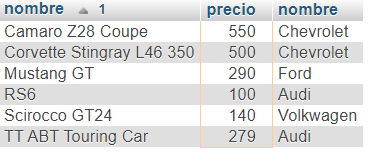 nombre 1 precio nombre
Camaro Z28 Coupe 550 Chevrolet
Corvette Stingray L46 350 500 Chevrolet
Mustang GT 290 Ford
RS6 100 Audi
Scirocco GT24 140 Volkwagen
TT ABT Touring Car 279 Audi